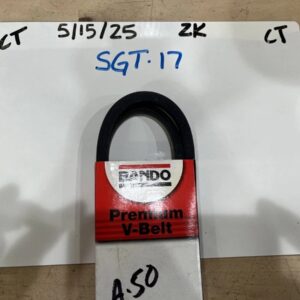 CT 5/15/25 ZK CT
SGT-17
BANDO
Premium
V-Belt
A-50